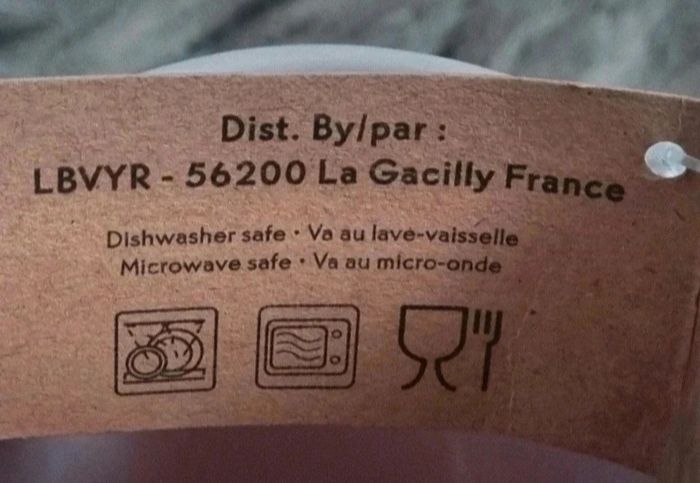 Dist. By/par :
LBVYR - 56200 La Gacilly France
Dishwasher safe • Va au lave-vaisselle
Microwave safe • Va au micro-onde